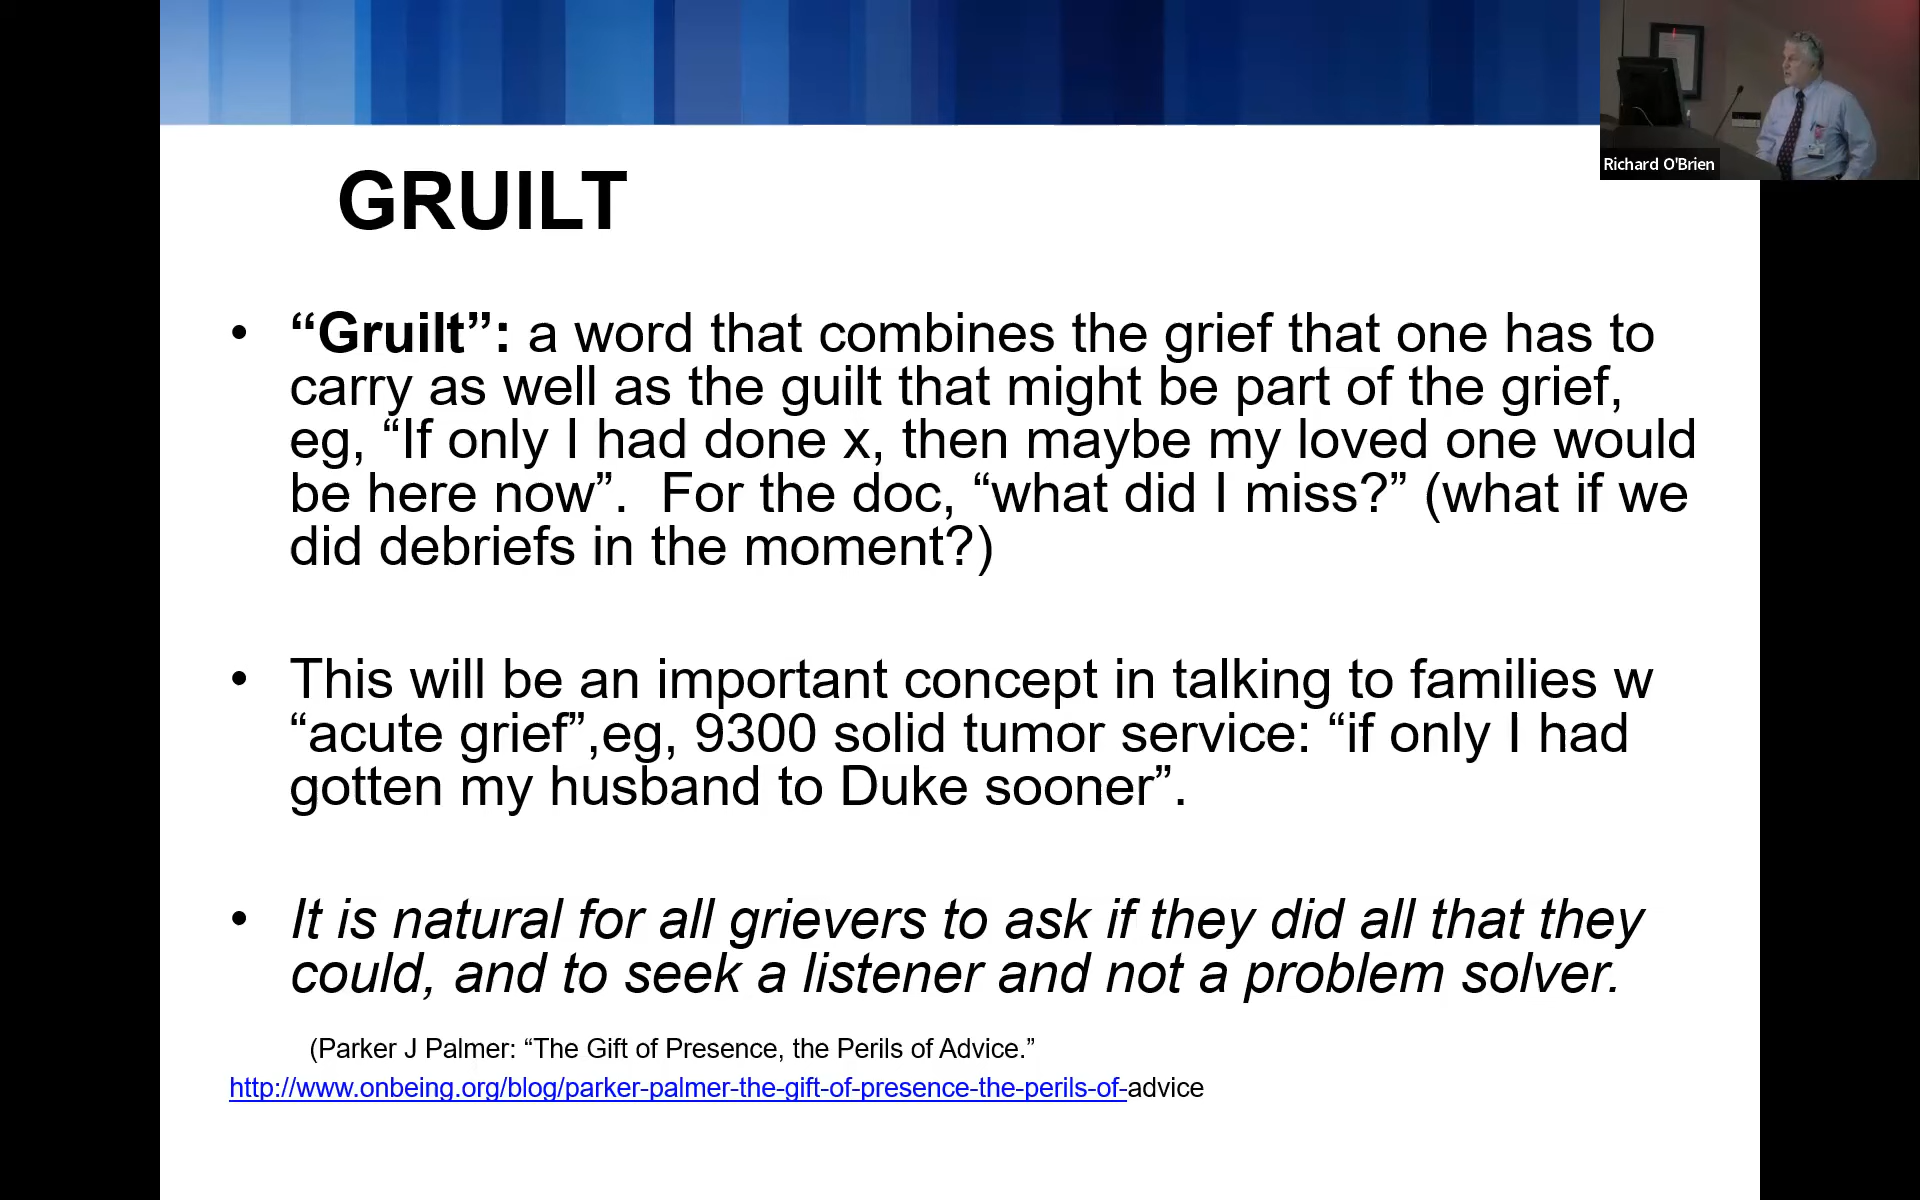 Richard O'Brien
GRUILT
• “Gruilt”: a word that combines the grief that one has to
carry as well as the guilt that might be part of the grief,
eg, “If only I had done x, then maybe my loved one would
be here now”.  For the doc, “what did I miss?” (what if we
did debriefs in the moment?)
• This will be an important concept in talking to families w
“acute grief”,eg, 9300 solid tumor service: “if only I had
gotten my husband to Duke sooner”.
• It is natural for all grievers to ask if they did all that they
could, and to seek a listener and not a problem solver.
(Parker J Palmer: “The Gift of Presence, the Perils of Advice.”
http://www.onbeing.org/blog/parker-palmer-the-gift-of-presence-the-perils-of-advice